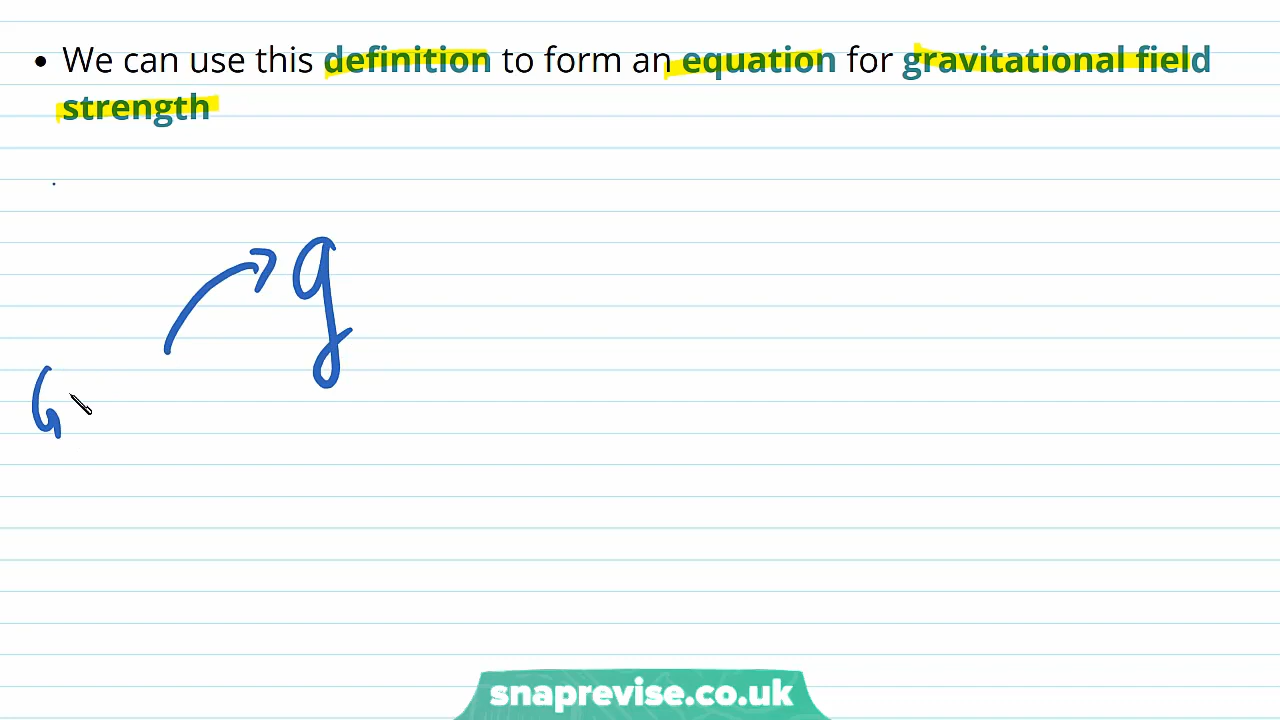 • We can use this definition to form an equation for gravitational field
strength
g
G
snaprevise.co.uk